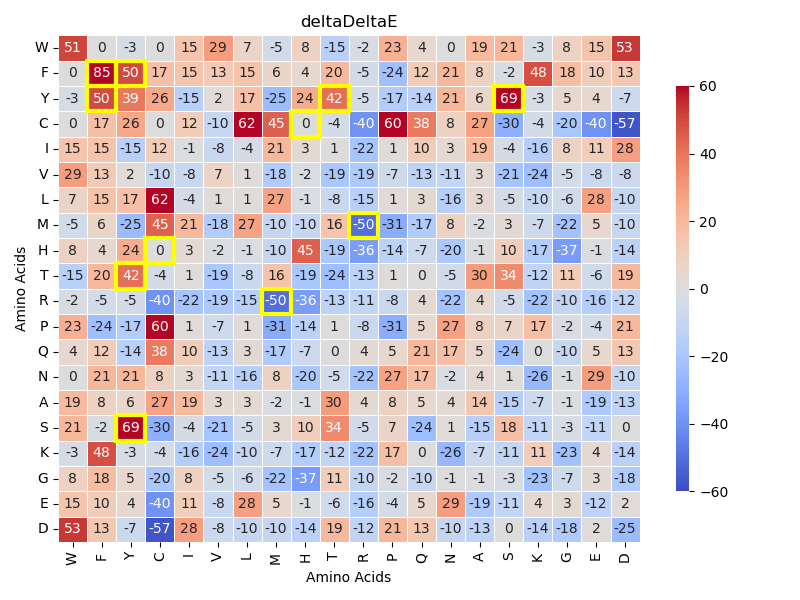 deltaDeltaE
W 51 0 -3 0 15 29 7 -5 8 -15 -2 23 4 0 19 21 -3 8 15 53
F 0 85 50 17 15 13 15 6 4 20 -5 -24 12 21 8 -2 48 18 10 13
Y -3 50 39 26 -15 2 17 -25 24 42 -5 -17 -14 21 6 69 -3 5 4 -7
C 0 17 26 0 12 -10 62 45 0 -4 -40 60 38 8 27 -30 -4 -20 -40 -57
I 15 15 -15 12 -1 -8 -4 21 3 1 -22 1 10 3 19 -4 -16 8 11 28
V 29 13 2 -10 -8 7 1 -18 -2 -19 -19 -7 -13 -11 3 -21 -24 -5 -8 -8
L 7 15 17 62 -4 1 1 27 -1 -8 -15 1 3 -16 3 -5 -10 -6 28 -10
M -5 6 -25 45 21 -18 27 -10 -10 16 -50 -31 -17 8 -2 3 -7 -22 5 -10
H 8 4 24 0 3 -2 -1 -10 45 -19 -36 -14 -7 -20 -1 10 -17 -37 -1 -14
T -15 20 42 -4 1 -19 -8 16 -19 -24 -13 1 0 -5 30 34 -12 11 -6 19
R -2 -5 -5 -40 -22 -19 -15 -50 -36 -13 -11 -8 4 -22 4 -5 -22 -10 -16 -12
P 23 -24 -17 60 1 -7 1 -31 -14 1 -8 -31 5 27 8 7 17 -2 -4 21
Q 4 12 -14 38 10 -13 3 -17 -7 0 4 5 21 17 5 -24 0 -10 5 13
N 0 21 21 8 3 -11 -16 8 -20 -5 -22 27 17 -2 4 1 -26 -1 29 -10
A 19 8 6 27 19 3 3 -2 -1 30 4 8 5 4 14 -15 -7 -1 -19 -13
S 21 -2 69 -30 -4 -21 -5 3 10 34 -5 7 -24 1 -15 18 -11 -3 -11 0
K -3 48 -3 -4 -16 -24 -10 -7 -17 -12 -22 17 0 -26 -7 -11 11 -23 4 -14
G 8 18 5 -20 8 -5 -6 -22 -37 11 -10 -2 -10 -1 -1 -3 -23 -7 3 -18
E 15 10 4 -40 11 -8 28 5 -1 -6 -16 -4 5 29 -19 -11 4 3 -12 2
D 53 13 -7 -57 28 -8 -10 -10 -14 19 -12 21 13 -10 -13 0 -14 -18 2 -25
W F Y C I V L M H T R P Q N A S K G E D
Amino Acids
Amino Acids
60
40
20
0
−20
−40
−60